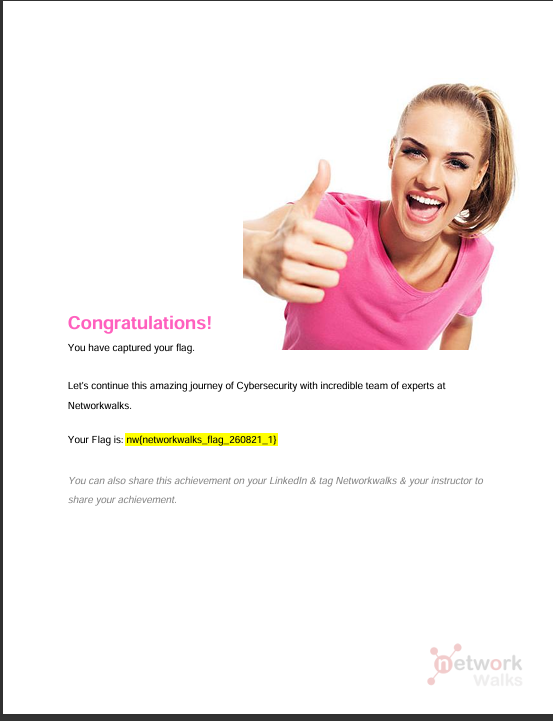 Congratulations!
You have captured your flag.
Let's continue this amazing journey of Cybersecurity with incredible team of experts at
Networkwalks.
Your Flag is: nw{networkwalks_flag_260821_1}
You can also share this achievement on your LinkedIn & tag Networkwalks & your instructor to
share your achievement.
network
Walks